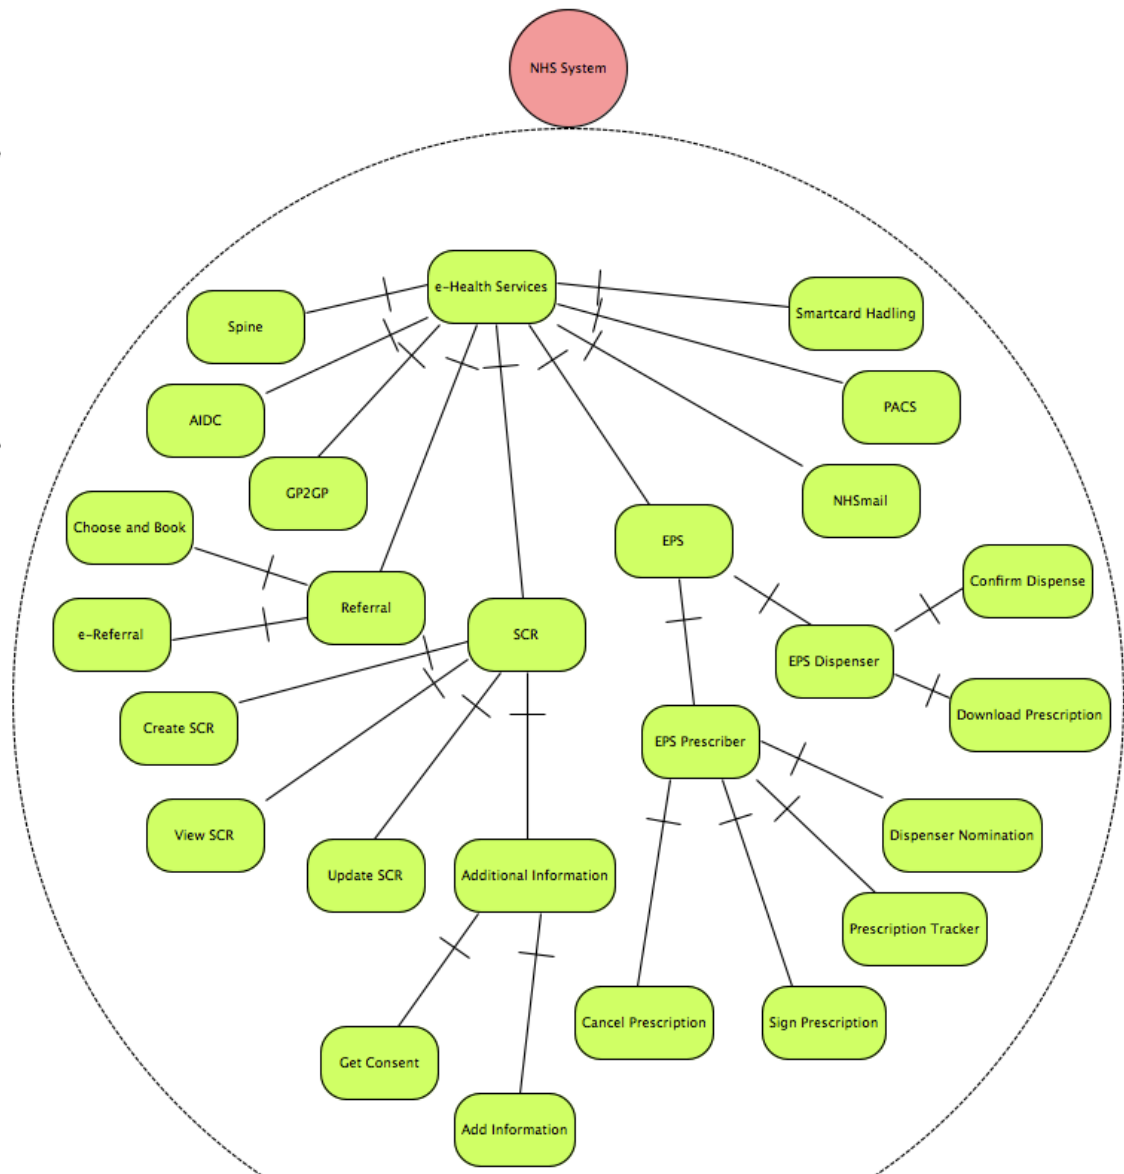 NHS System
e-Health Services
Smartcard Hadling
Spine
PACS
AIDC
GP2GP
NHSmail
Choose and Book
EPS
Confirm Dispense
Referral
e-Referral
SCR
EPS Dispenser
Download Prescription
Create SCR
EPS Prescriber
View SCR
Dispenser Nomination
Update SCR
Additional Information
Prescription Tracker
Cancel Prescription
Sign Prescription
Get Consent
Add Information